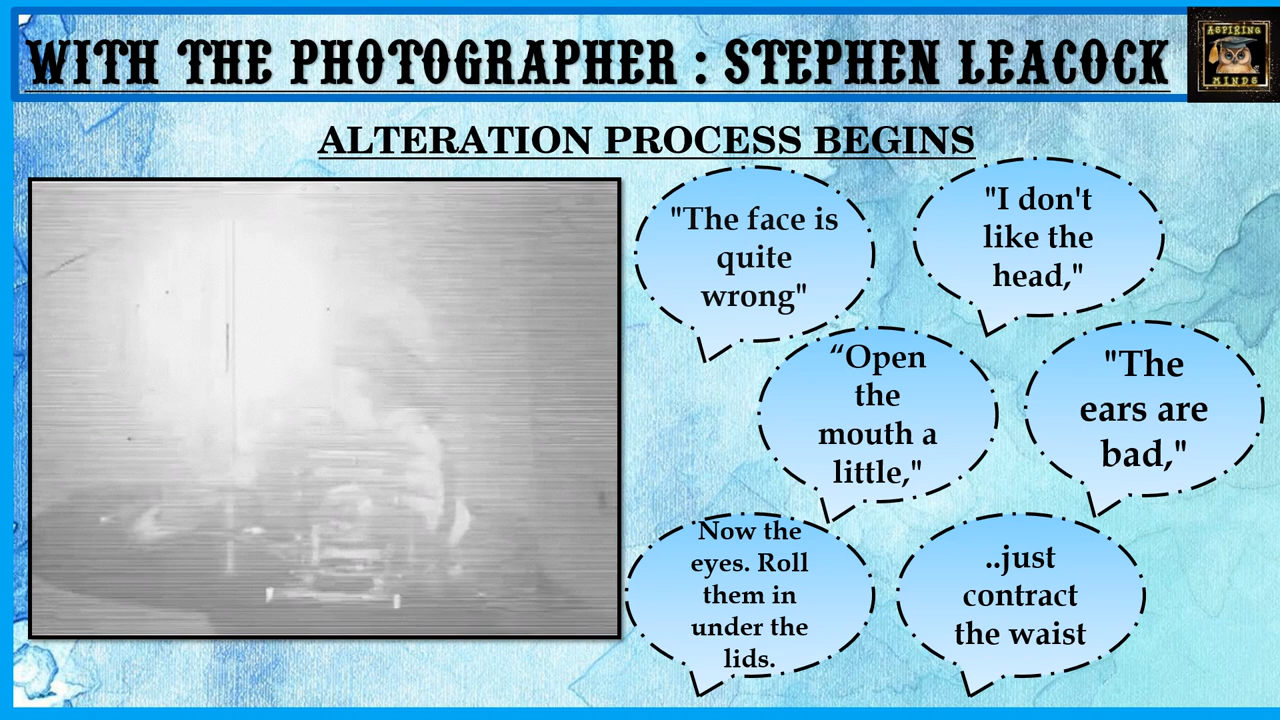 WITH THE PHOTOGRAPHER : STEPHEN LEACOCK
ASPIRING
MINDS
ALTERATION PROCESS BEGINS
"The face is
quite
wrong"
"I don't
like the
head,"
“Open
the
mouth a
little,"
"The
ears are
bad,"
Now the
eyes. Roll
them in
under the
lids.
..just
contract
the waist